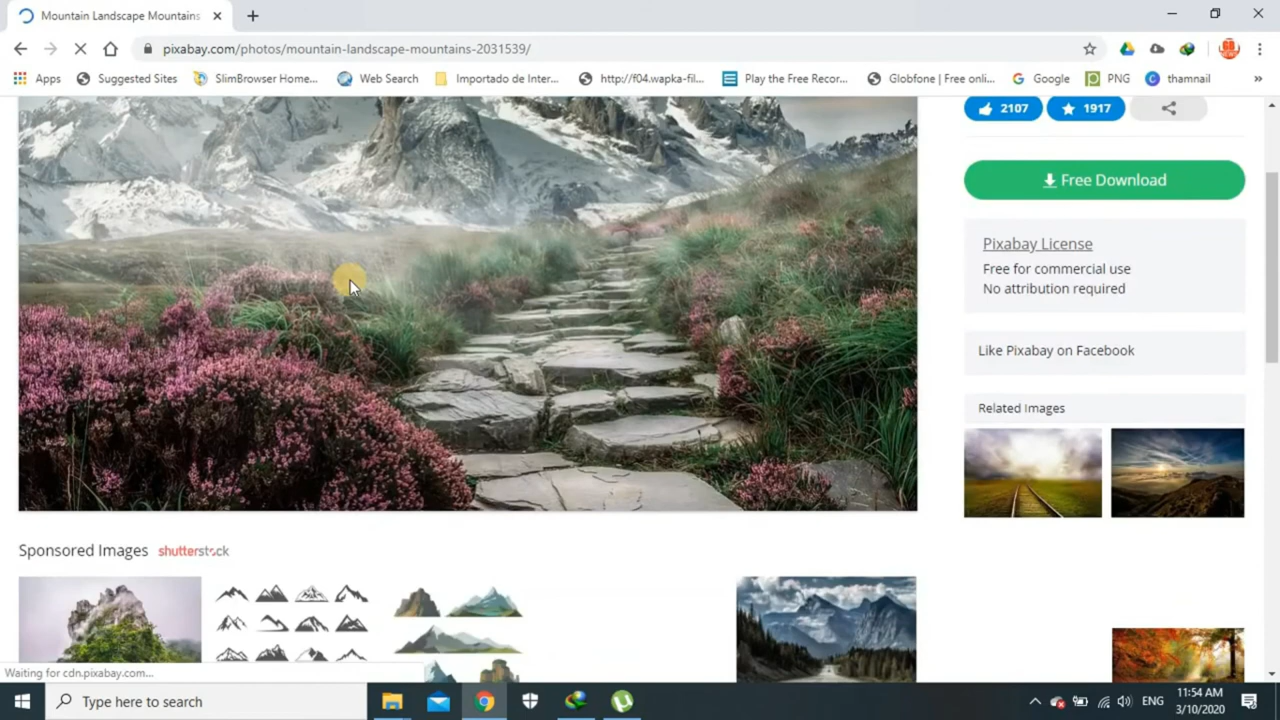 Mountain Landscape Mountains
pixabay.com/photos/mountain-landscape-mountains-2031539/
Apps
Suggested Sites
SlimBrowser Home...
Web Search
Importado de Inter...
http://f04.wapka-fil...
Play the Free Recor...
Globfone | Free onli...
Google
PNG
thamnail
»
2107
1917
Free Download
Pixabay License
Free for commercial use
No attribution required
Like Pixabay on Facebook
Related Images
Sponsored Images shutterstock
Waiting for cdn.pixabay.com...
Type here to search
ENG
11:54 AM
3/10/2020